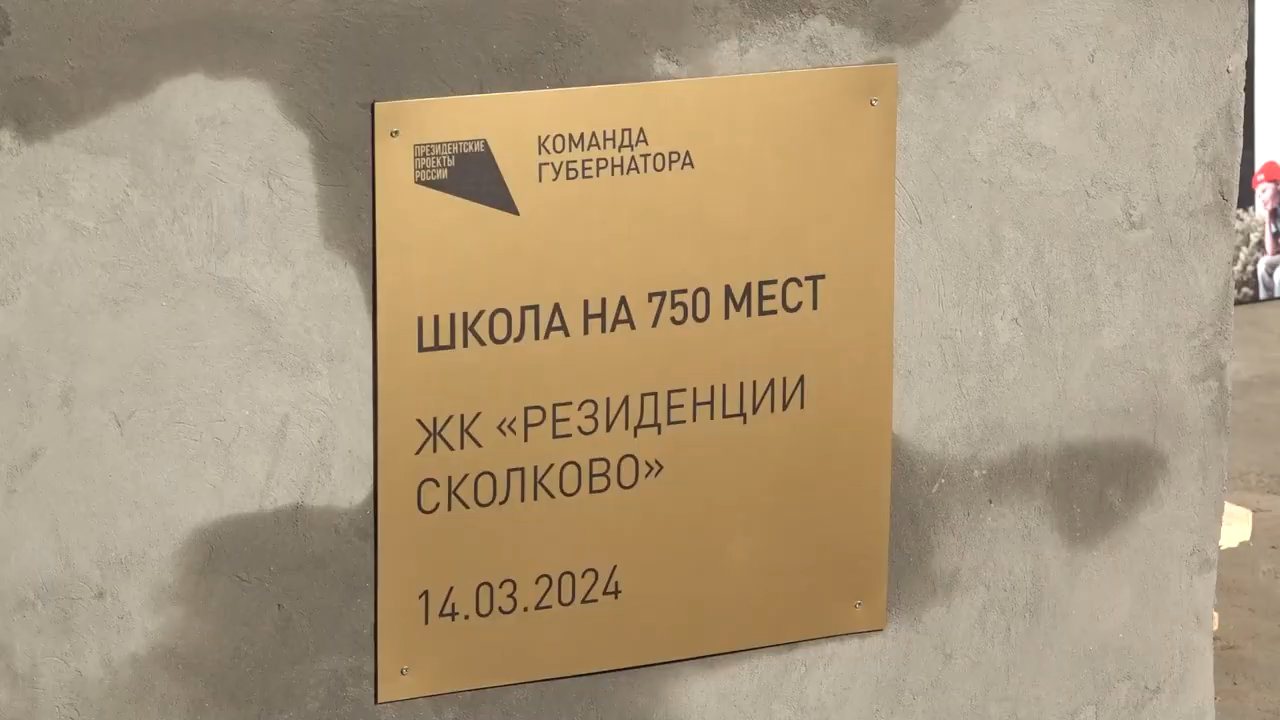 ПРЕЗИДЕНТСКИЕ
ПРОЕКТЫ
РОССИИ
КОМАНДА
ГУБЕРНАТОРА
ШКОЛА НА 750 МЕСТ
ЖК «РЕЗИДЕНЦИИ
СКОЛКОВО»
14.03.2024